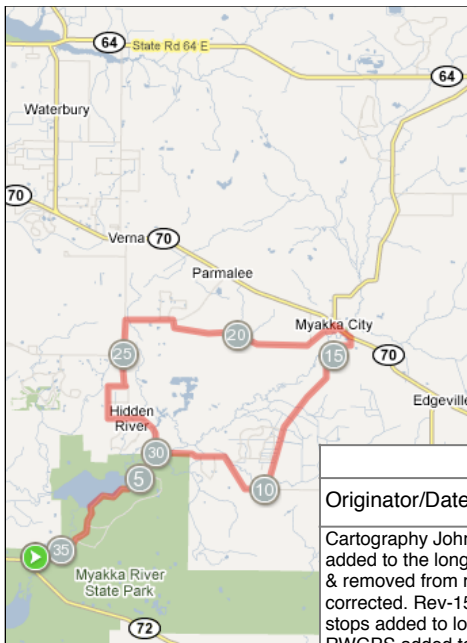 64
State Rd 64 E
64
Waterbury
70
Verna
70
Parmalee
20
Myakka City
25
15
70
Hidden
River
Edgeville
30
5
10
Originator/Date
Cartography John
added to the long
& removed from
corrected. Rev-15
stops added to
RWGPS added
35
Myakka River
State Park
72